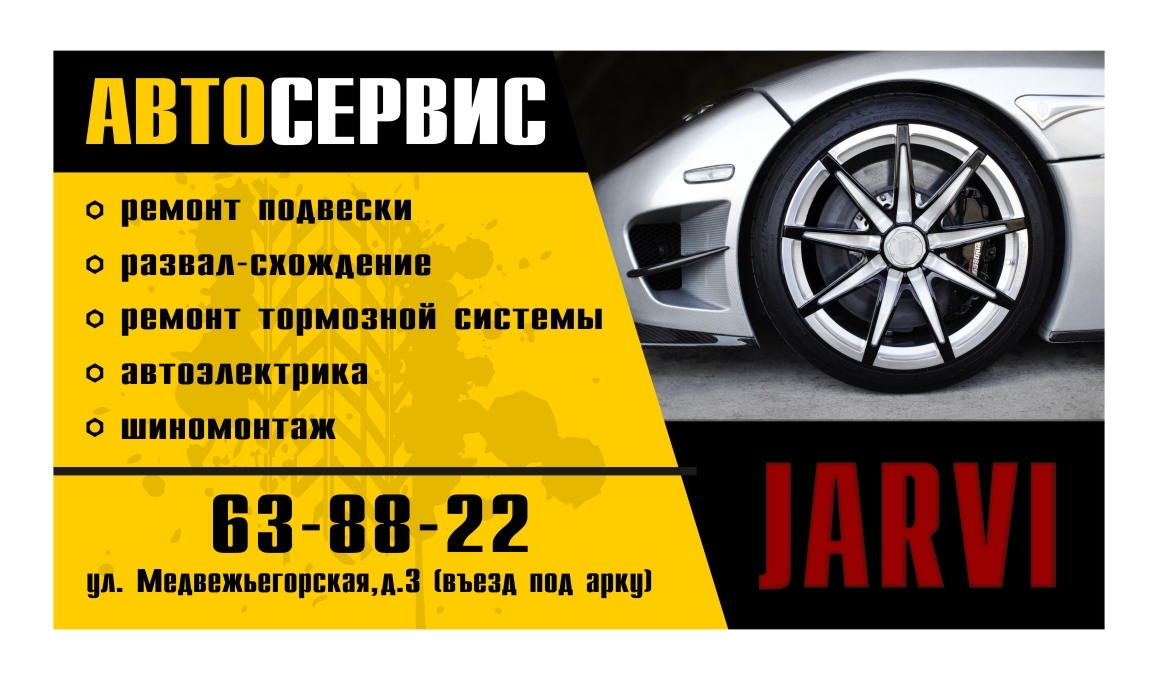 АВТОСЕРВИС
ремонт подвески
развал-схождение
ремонт тормозной системы
автоэлектрика
шиномонтаж
63-88-22
ул. Медвежьегорская,д.3 (въезд под арку)
JARVI